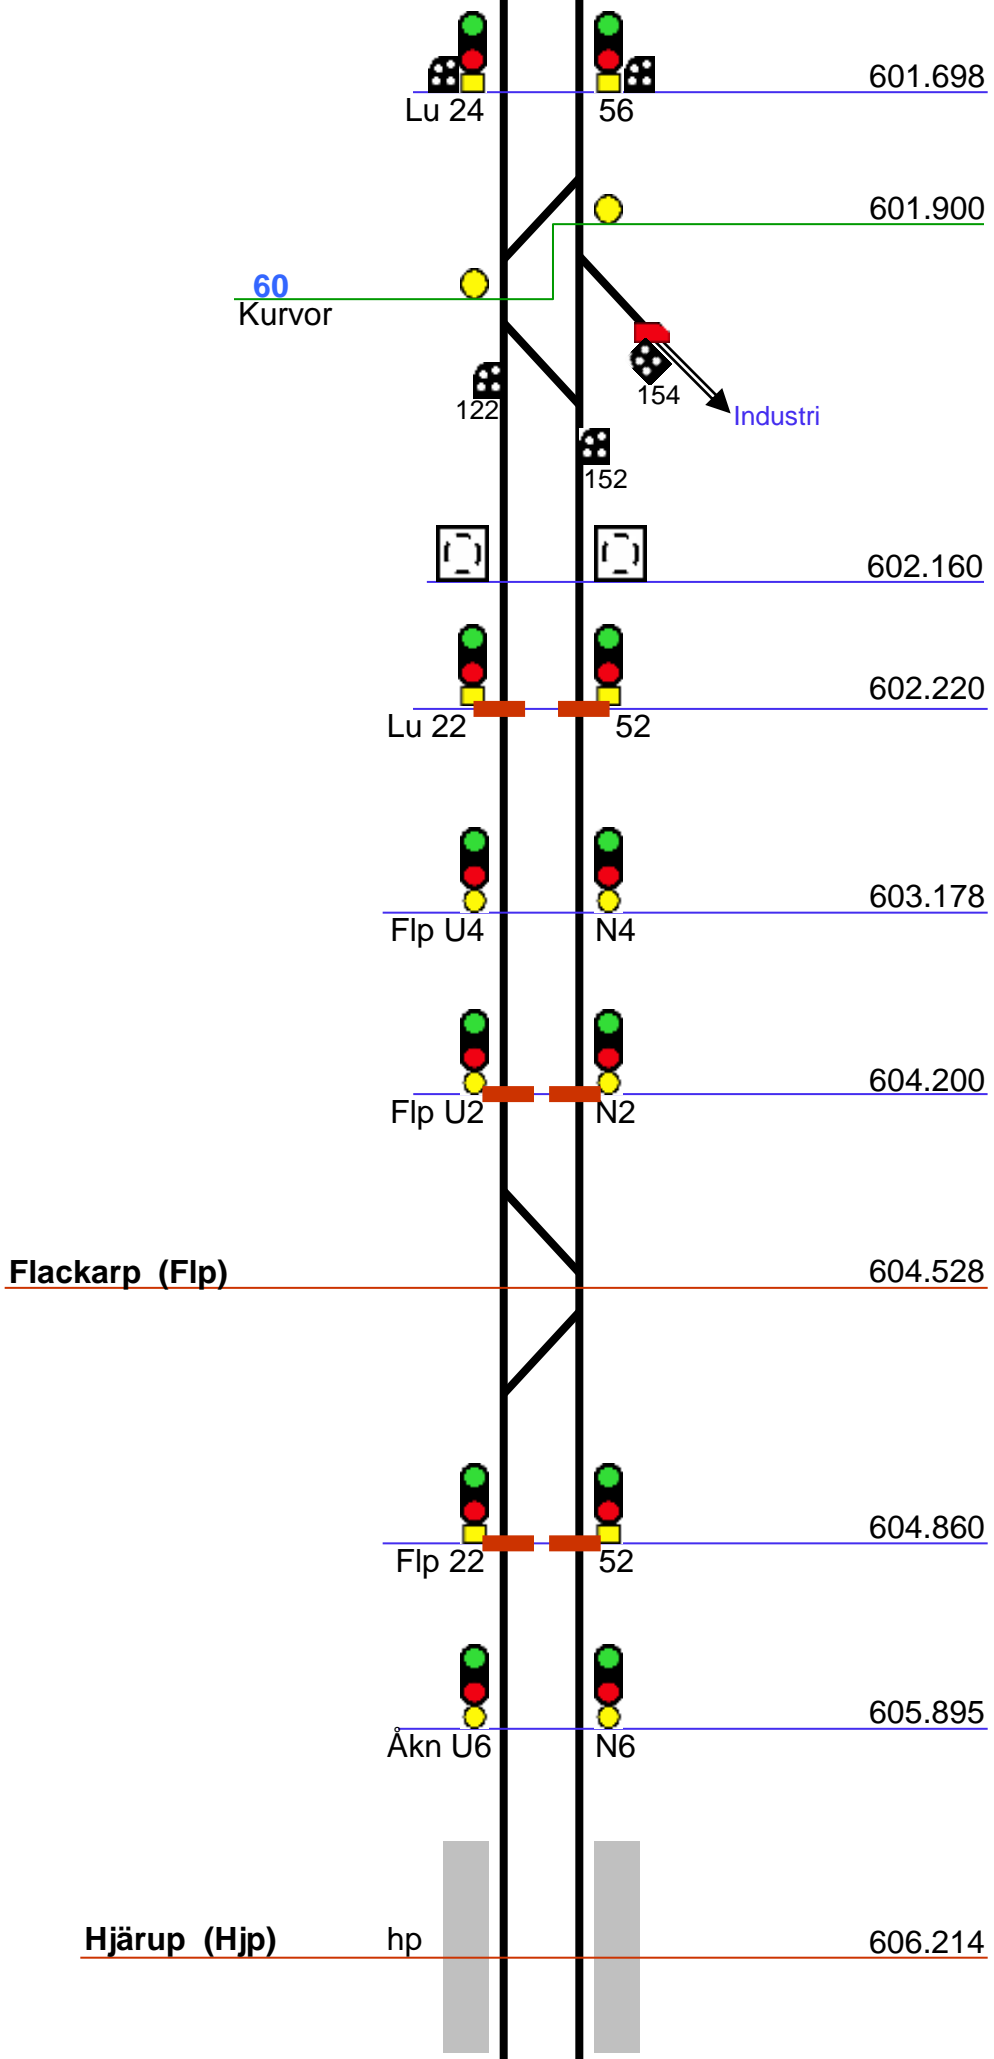 601.698
Lu 24 56
601.900
60
Kurvor
122
154
Industri
152
602.160
602.220
Lu 22 52
603.178
Flp U4 N4
604.200
Flp U2 N2
Flackarp (Flp) 604.528
604.860
Flp 22 52
605.895
Åkn U6 N6
Hjärup (Hjp) hp 606.214